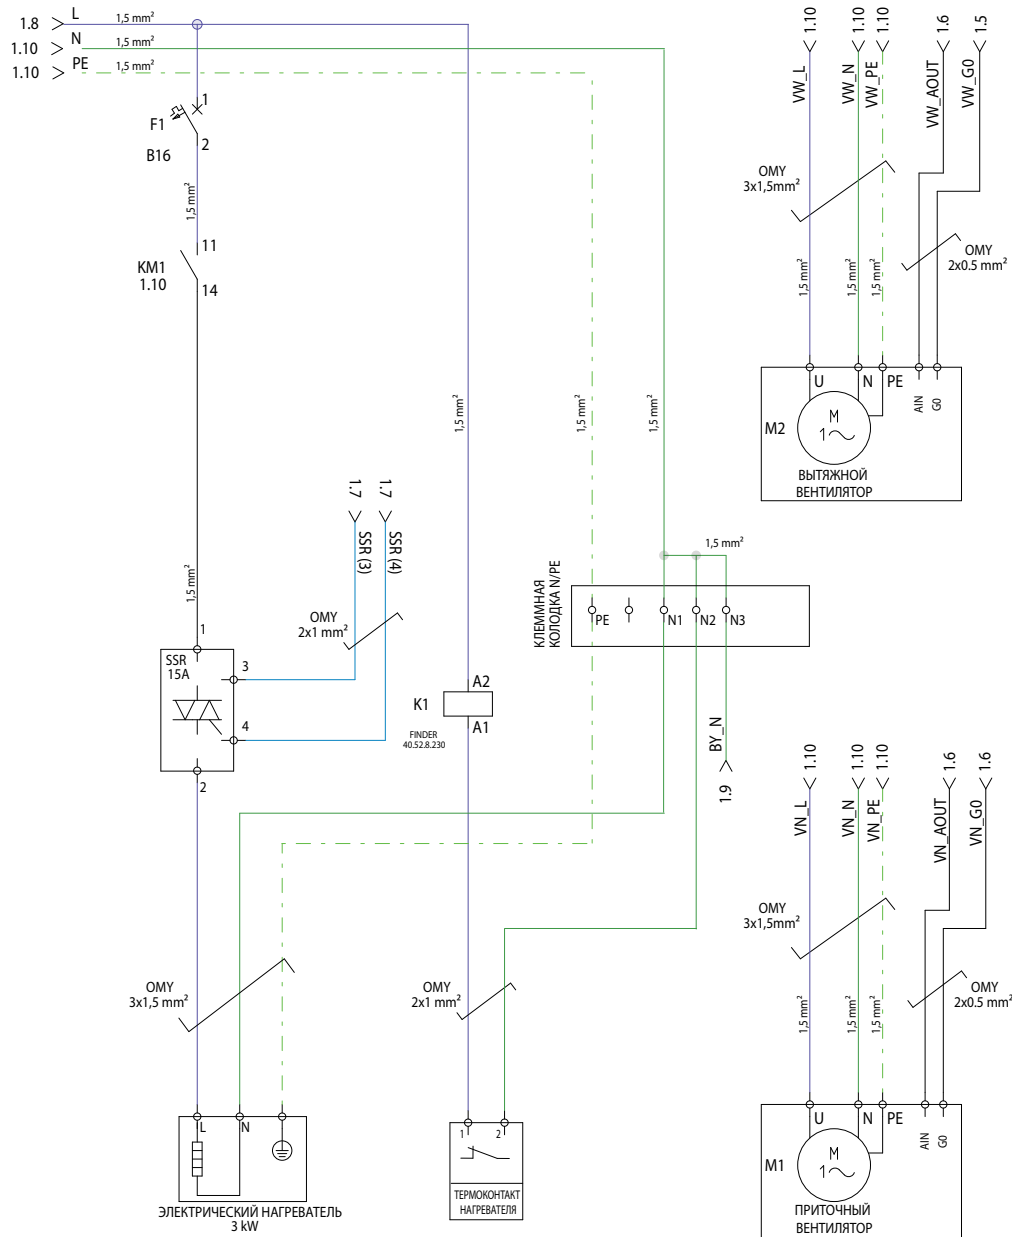 1.8
L
1,5 mm²
1.10
N
1,5 mm²
1.10
PE
1,5 mm²
1
F1
2
B16
1,5 mm²
11
KM1
1.10
14
1,5 mm²
1,5 mm²
1,5 mm²
1,5 mm²
1.7
1.7
SSR (3)
SSR (4)
OMY
2x1 mm²
1
SSR
15A
3
4
2
A2
K1
A1
FINDER
40.52.8.230
КЛЕММНАЯ
КОЛОДКА N/PE
1,5 mm²
PE
N1
N2
N3
BY_N
1.9
OMY
3x1,5 mm²
OMY
2x1 mm²
L
N
ЭЛЕКТРИЧЕСКИЙ НАГРЕВАТЕЛЬ
3 kW
1
2
ТЕРМОКОНТАКТ
НАГРЕВАТЕЛЯ
1.10
1.10
1.10
1.6
1.5
VW_L
VW_N
VW_PE
VW_AOUT
VW_G0
OMY
3x1,5mm²
OMY
2x0.5 mm²
1,5 mm²
1,5 mm²
1,5 mm²
U
N
PE
AIN
G0
M2
M
1
ВЫТЯЖНОЙ
ВЕНТИЛЯТОР
1.10
1.10
1.10
1.6
1.6
VN_L
VN_N
VN_PE
VN_AOUT
VN_G0
OMY
3x1,5mm²
OMY
2x0.5 mm²
1,5 mm²
1,5 mm²
1,5 mm²
U
N
PE
AIN
G0
M1
M
1
ПРИТОЧНЫЙ
ВЕНТИЛЯТОР